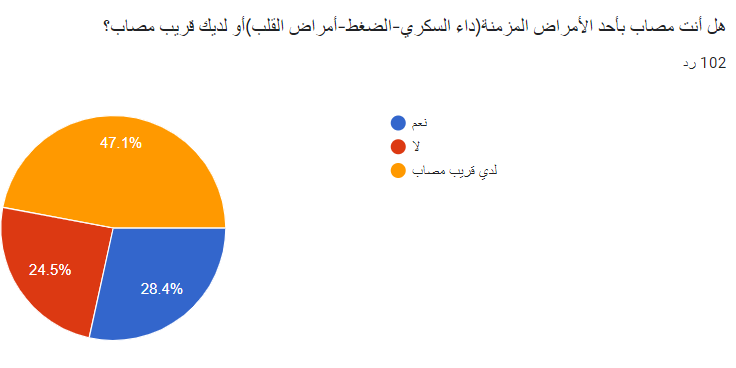 هل أنت مصاب بأحد الأمراض المزمنة(داء السكري-الضغط-أمراض القلب)أو لديك قريب مصاب؟
102 رد
نعم
لا
لدي قريب مصاب
47.1%
24.5%
28.4%